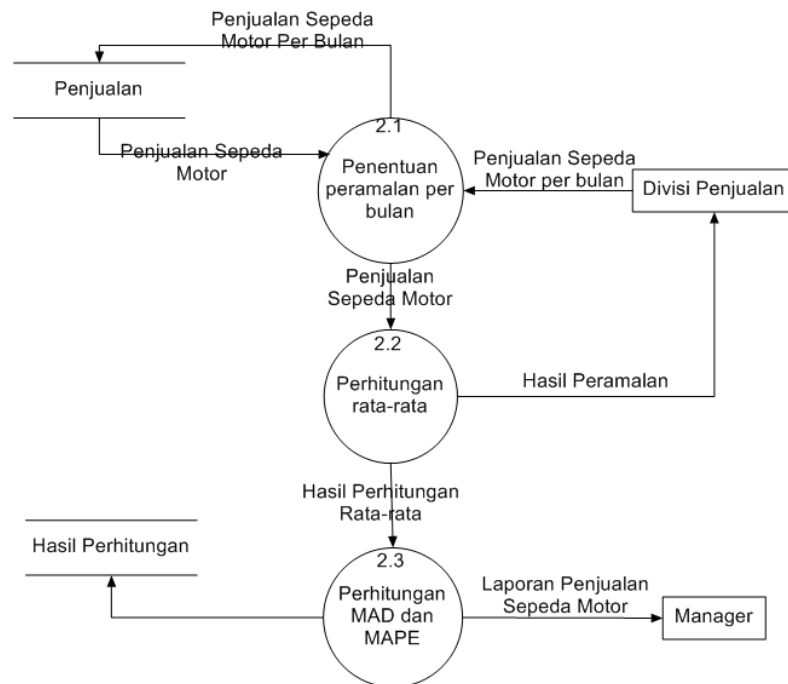 Penjualan Sepeda
Motor Per Bulan
Penjualan
Penjualan Sepeda
Motor
2.1
Penentuan
peramalan per
bulan
Penjualan Sepeda
Motor per bulan
Divisi Penjualan
Penjualan
Sepeda Motor
2.2
Perhitungan
rata-rata
Hasil Peramalan
Hasil Perhitungan
Rata-rata
Hasil Perhitungan
2.3
Perhitungan
MAD dan
MAPE
Laporan Penjualan
Sepeda Motor
Manager